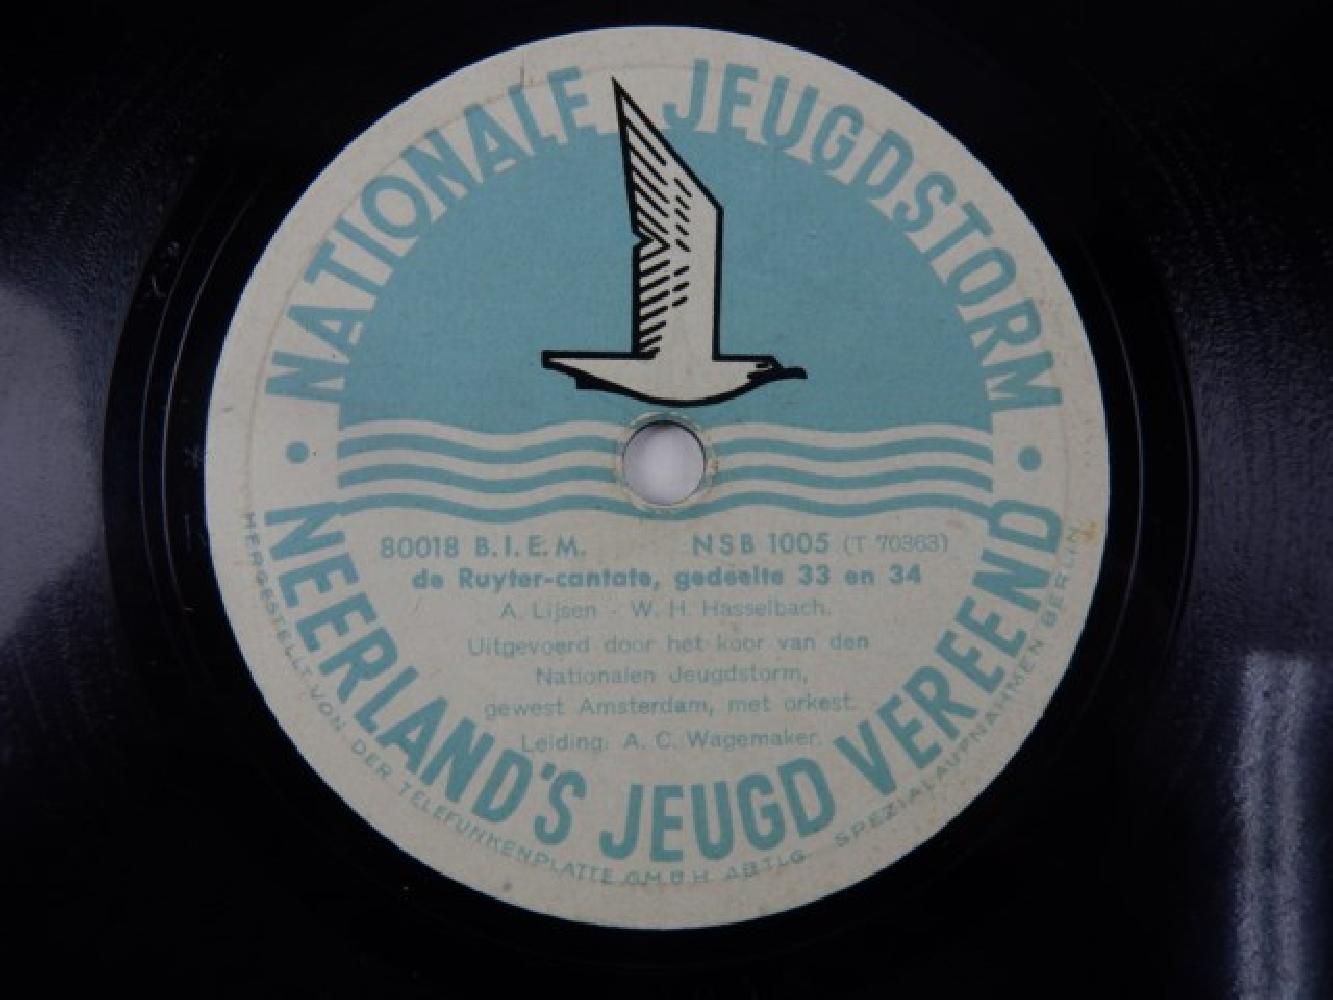 NATIONALE JEUGDSTORM
80018 B.I.E.M. NSB 1005 (T 70363)
de Ruyter-cantate, gedeelte 33 en 34
A. Lijsen - W. H. Hasselbach.
Uitgevoerd door het koor van den
Nationalen Jeugdstorm,
gewest Amsterdam, met orkest.
Leiding: A. C. Wagemaker.
NEERLAND'S JEUGD VEREEND
HERGESTELLT VON DER TELEFUNKENPLATTE G.M.B.H. ABTLG. SPEZIALAUFNAHMEN BERLIN